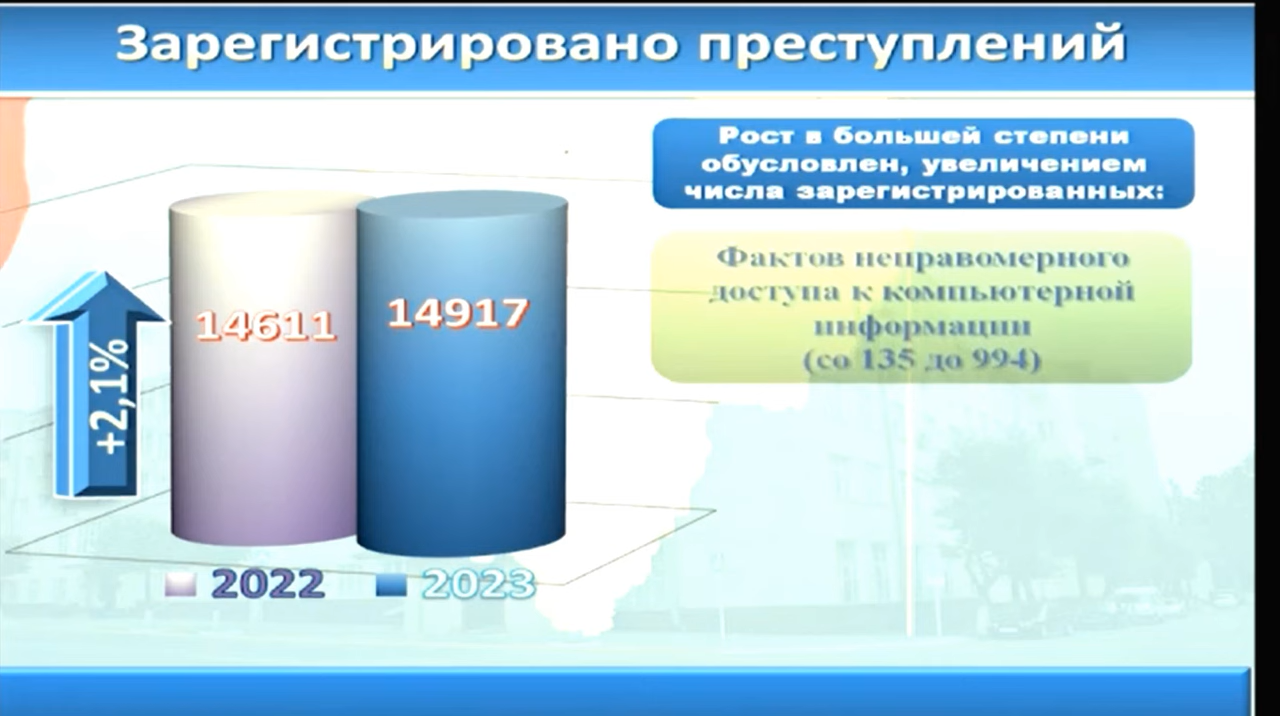 Зарегистрировано преступлений
Рост в большей степени
обусловлен, увеличением
числа зарегистрированных:
Фактов неправомерного
доступа к компьютерной
информации
(со 135 до 994)
14611
14917
+2,1%
2022
2023